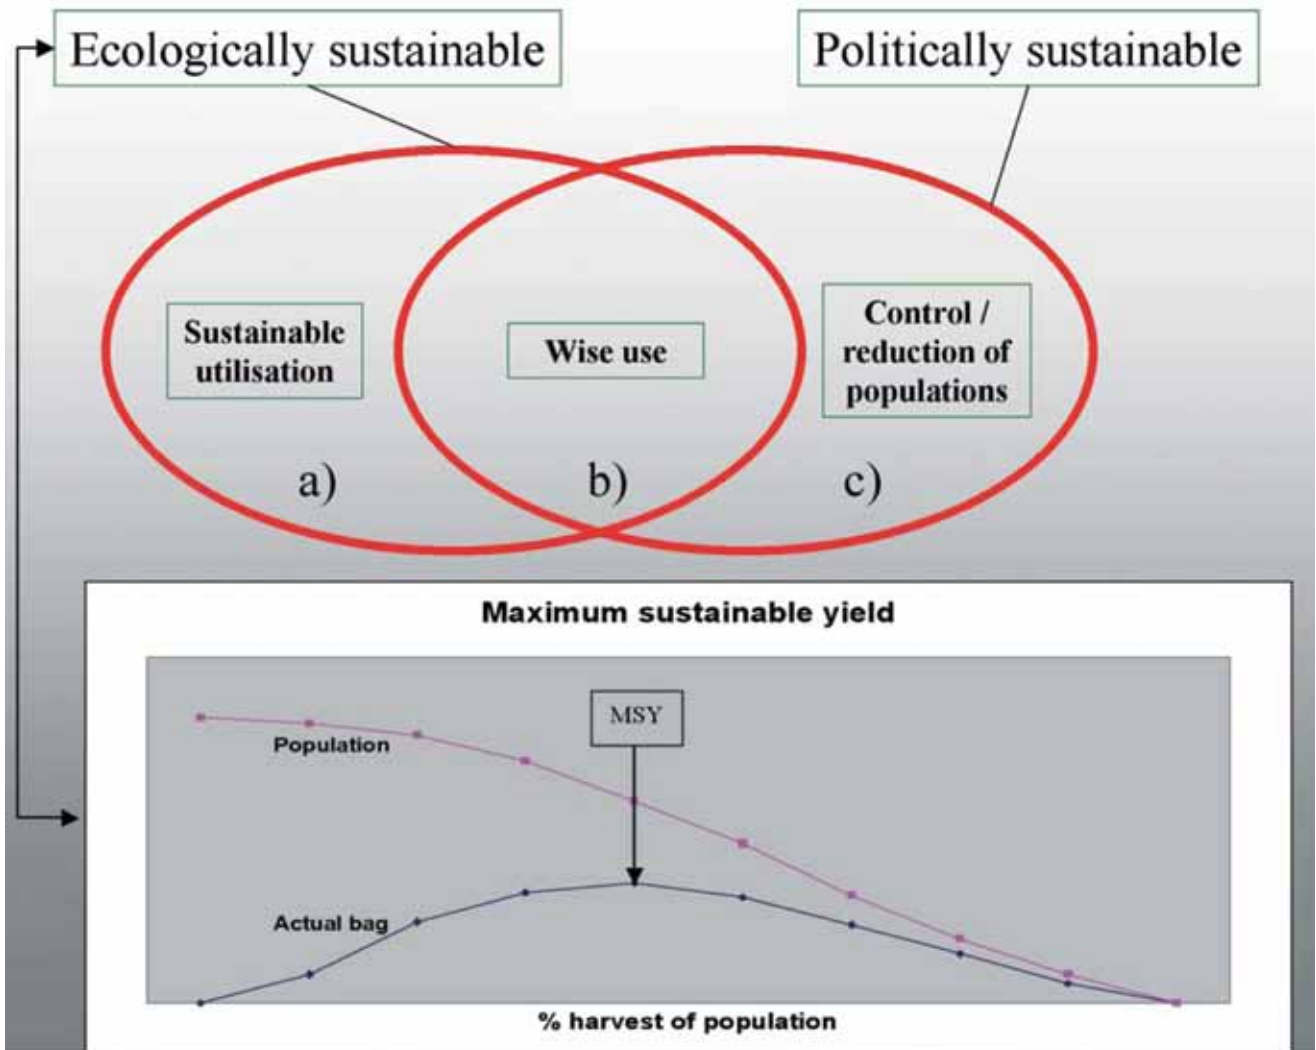 Ecologically sustainable
Politically sustainable
Sustainable
utilisation
Wise use
Control /
reduction of
populations
a)
b)
c)
Maximum sustainable yield
MSY
Population
Actual bag
% harvest of population